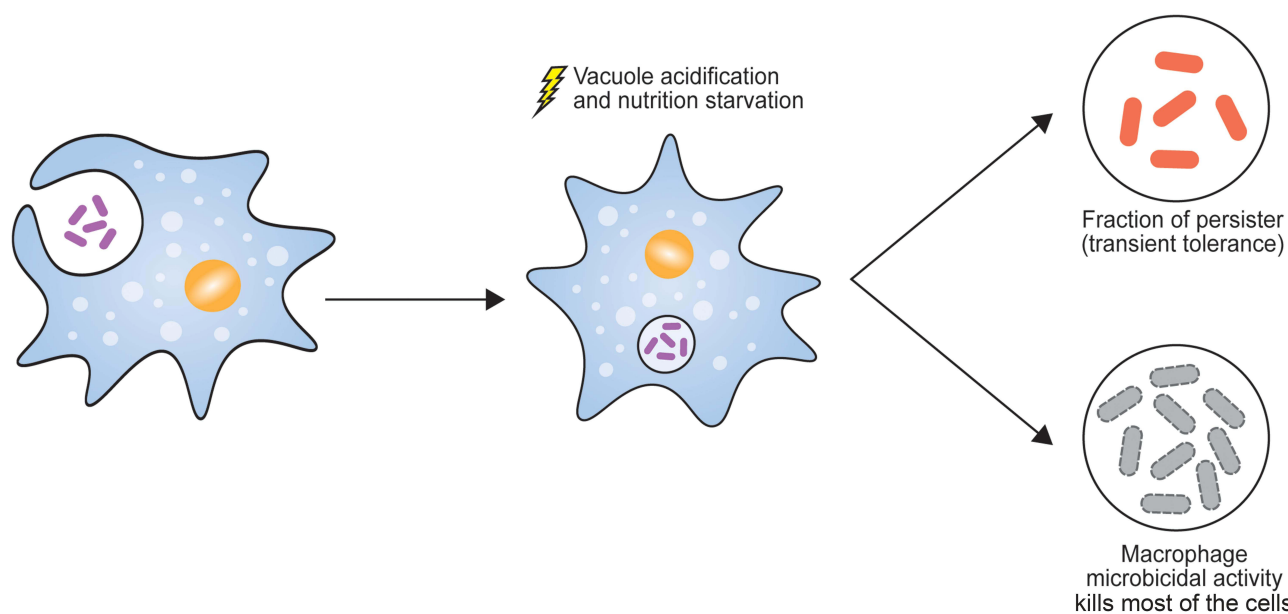 Vacuole acidification
and nutrition starvation
Fraction of persister
(transient tolerance)
Macrophage
microbicidal activity
kills most of the cells